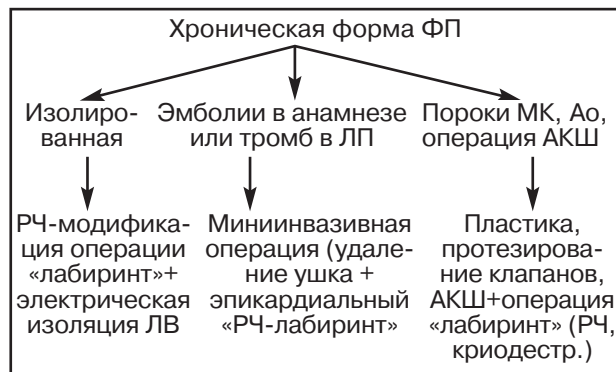 Хроническая форма ФП
Изолиро-
ванная
Эмболии в анамнезе
или тромб в ЛП
Пороки МК, Ао,
операция АКШ
РЧ-модифика-
ция операции
«лабиринт»+
электрическая
изоляция ЛВ
Миниинвазивная
операция (удале-
ние ушка +
эпикардиальный
«РЧ-лабиринт»
Пластика,
протезирова-
ние клапанов,
АКШ+операция
«лабиринт» (РЧ,
криодестр.)